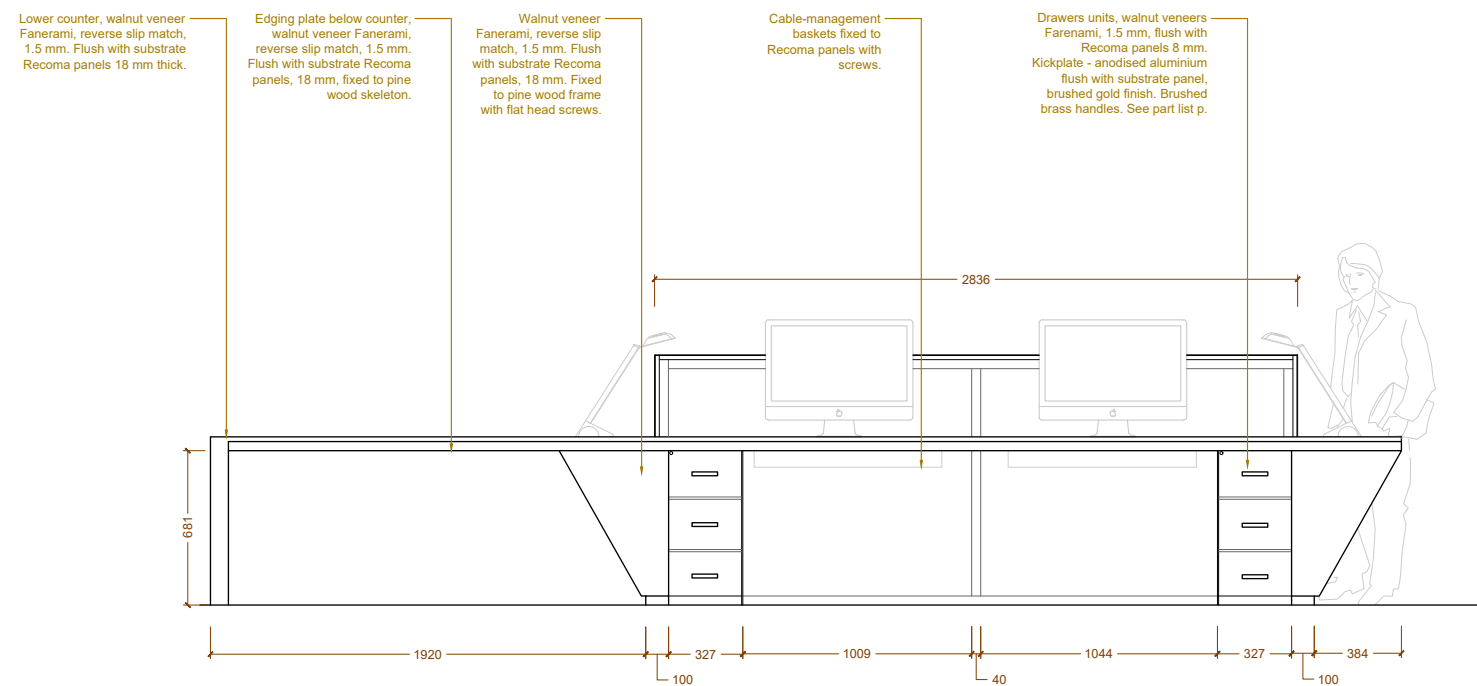 Lower counter, walnut veneer
Fanerami, reverse slip match,
1.5 mm. Flush with substrate
Recoma panels 18 mm thick.
Edging plate below counter,
walnut veneer Fanerami,
reverse slip match, 1.5 mm.
Flush with substrate Recoma
panels, 18 mm, fixed to pine
wood skeleton.
Walnut veneer
Fanerami, reverse slip
match, 1.5 mm. Flush
with substrate Recoma
panels, 18 mm. Fixed
to pine wood frame
with flat head screws.
Cable-management
baskets fixed to
Recoma panels with
screws.
Drawers units, walnut veneers
Farenami, 1.5 mm, flush with
Recoma panels 8 mm.
Kickplate - anodised aluminium
flush with substrate panel,
brushed gold finish. Brushed
brass handles. See part list p.
2836
681
1920
100
327
1009
40
1044
327
100
384